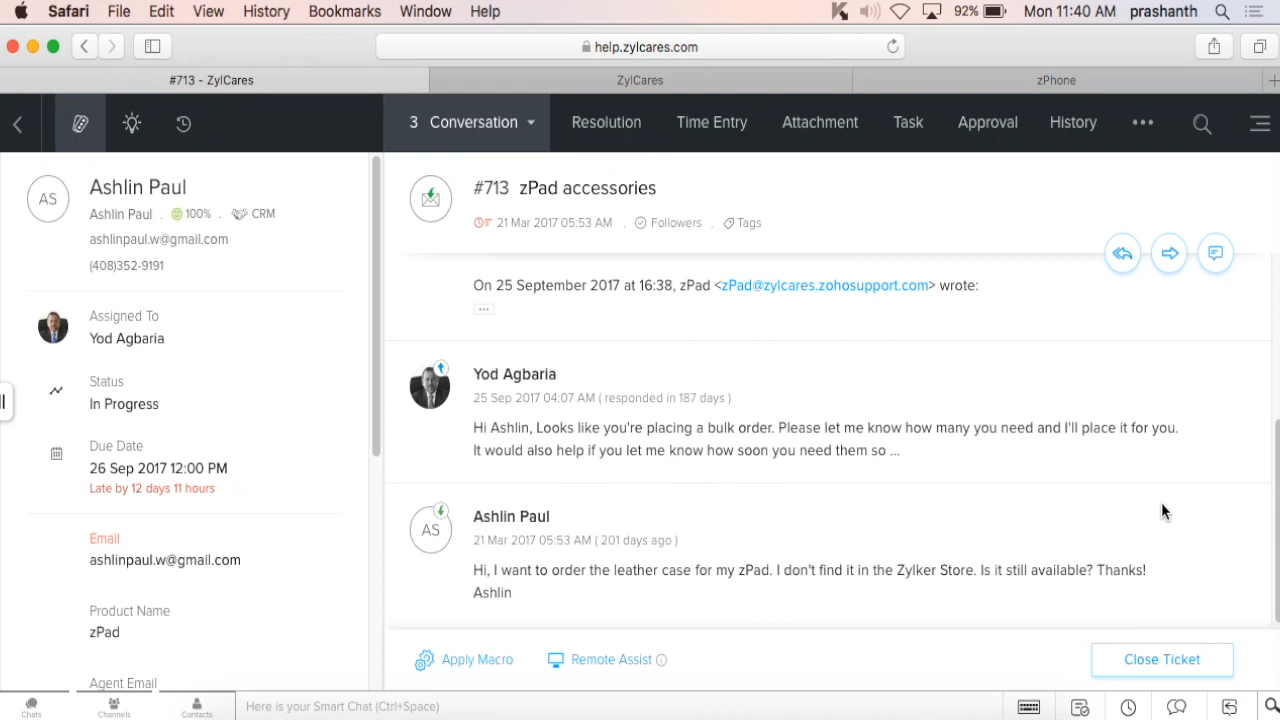 Safari File Edit View History Bookmarks Window Help 92% Mon 11:40 AM prashanth
help.zylcares.com
#713 - ZylCares ZylCares zPhone
3 Conversation Resolution Time Entry Attachment Task Approval History
AS
Ashlin Paul
Ashlin Paul . 100% . CRM
ashlinpaul.w@gmail.com
(408)352-9191
Assigned To
Yod Agbaria
Status
In Progress
Due Date
26 Sep 2017 12:00 PM
Late by 12 days 11 hours
Email
ashlinpaul.w@gmail.com
Product Name
zPad
Agent Email
#713 zPad accessories
21 Mar 2017 05:53 AM . Followers . Tags
On 25 September 2017 at 16:38, zPad <zPad@zylcares.zohosupport.com> wrote:
Yod Agbaria
25 Sep 2017 04:07 AM ( responded in 187 days )
Hi Ashlin, Looks like you're placing a bulk order. Please let me know how many you need and I'll place it for you.
It would also help if you let me know how soon you need them so ...
AS
Ashlin Paul
21 Mar 2017 05:53 AM ( 201 days ago )
Hi, I want to order the leather case for my zPad. I don't find it in the Zylker Store. Is it still available? Thanks!
Ashlin
Apply Macro Remote Assist Close Ticket
Chats Channels Contacts Here is your Smart Chat (Ctrl+Space)